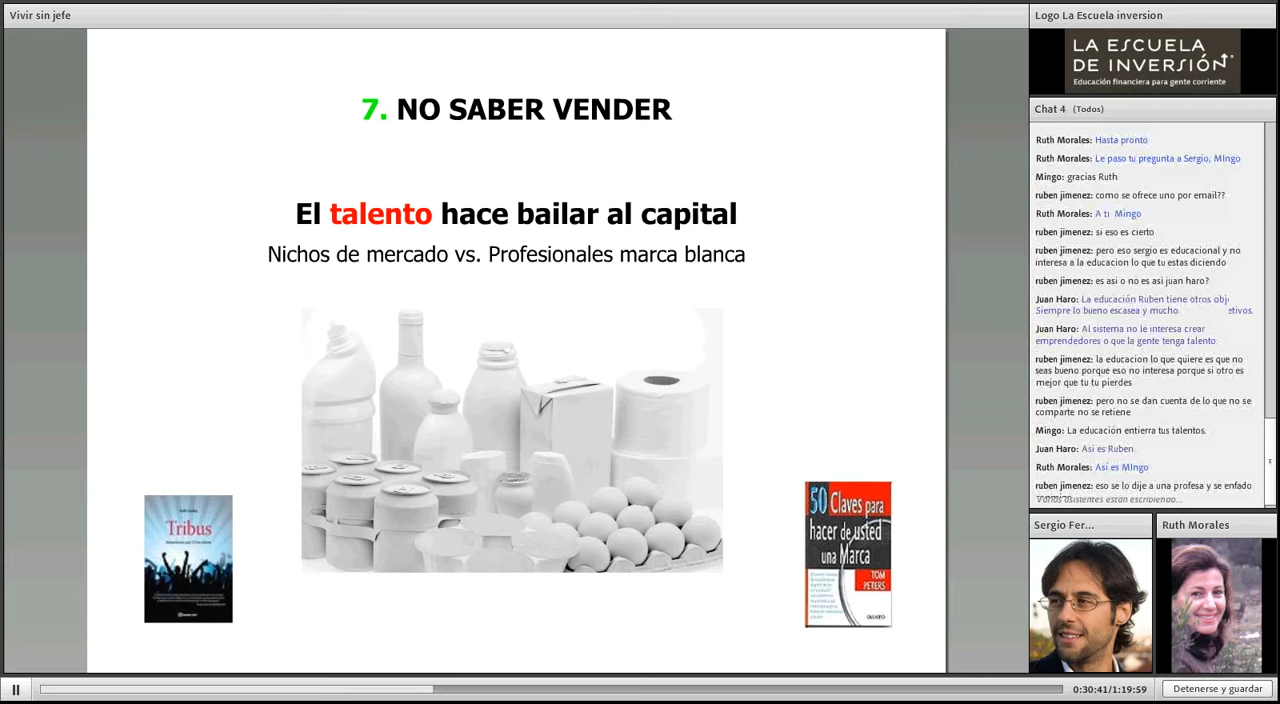 Vivir sin jefe
7. NO SABER VENDER
El talento hace bailar al capital
Nichos de mercado vs. Profesionales marca blanca
Tribus
50 Claves para
hacer de usted
una Marca
TOM
PETERS
0:30:41/1:19:59
Detenerse y guardar
Logo La Escuela inversion
LA ESCUELA
DE INVERSIÓN
Educación financiera para gente corriente
Chat 4 (Todos)
Ruth Morales: Hasta pronto
Ruth Morales: Le paso tu pregunta a Sergio, MIngo
Mingo: gracias Ruth
ruben jimenez: como se ofrece uno por email??
Ruth Morales: A ti Mingo
ruben jimenez: si eso es cierto
ruben jimenez: pero eso sergio es educacional y no
interesa a la educacion lo que tu estas diciendo
ruben jimenez: es asi o no es asi juan haro?
Juan Haro: La educación Ruben tiene otros obj
Siempre lo bueno escasea y mucho. etivos.
Juan Haro: Al sistema no le interesa crear
emprendedores o que la gente tenga talento.
ruben jimenez: la educacion lo que quiere es que no
seas bueno porque eso no interesa porque si otro es
mejor que tu tu pierdes
ruben jimenez: pero no se dan cuenta de lo que no se
comparte no se retiene
Mingo: La educación entierra tus talentos.
Juan Haro: Asi es Ruben.
Ruth Morales: Así es MIngo
ruben jimenez: eso se lo dije a una profesa y se enfado
asistentes están escribiendo...
Sergio Fer...
Ruth Morales